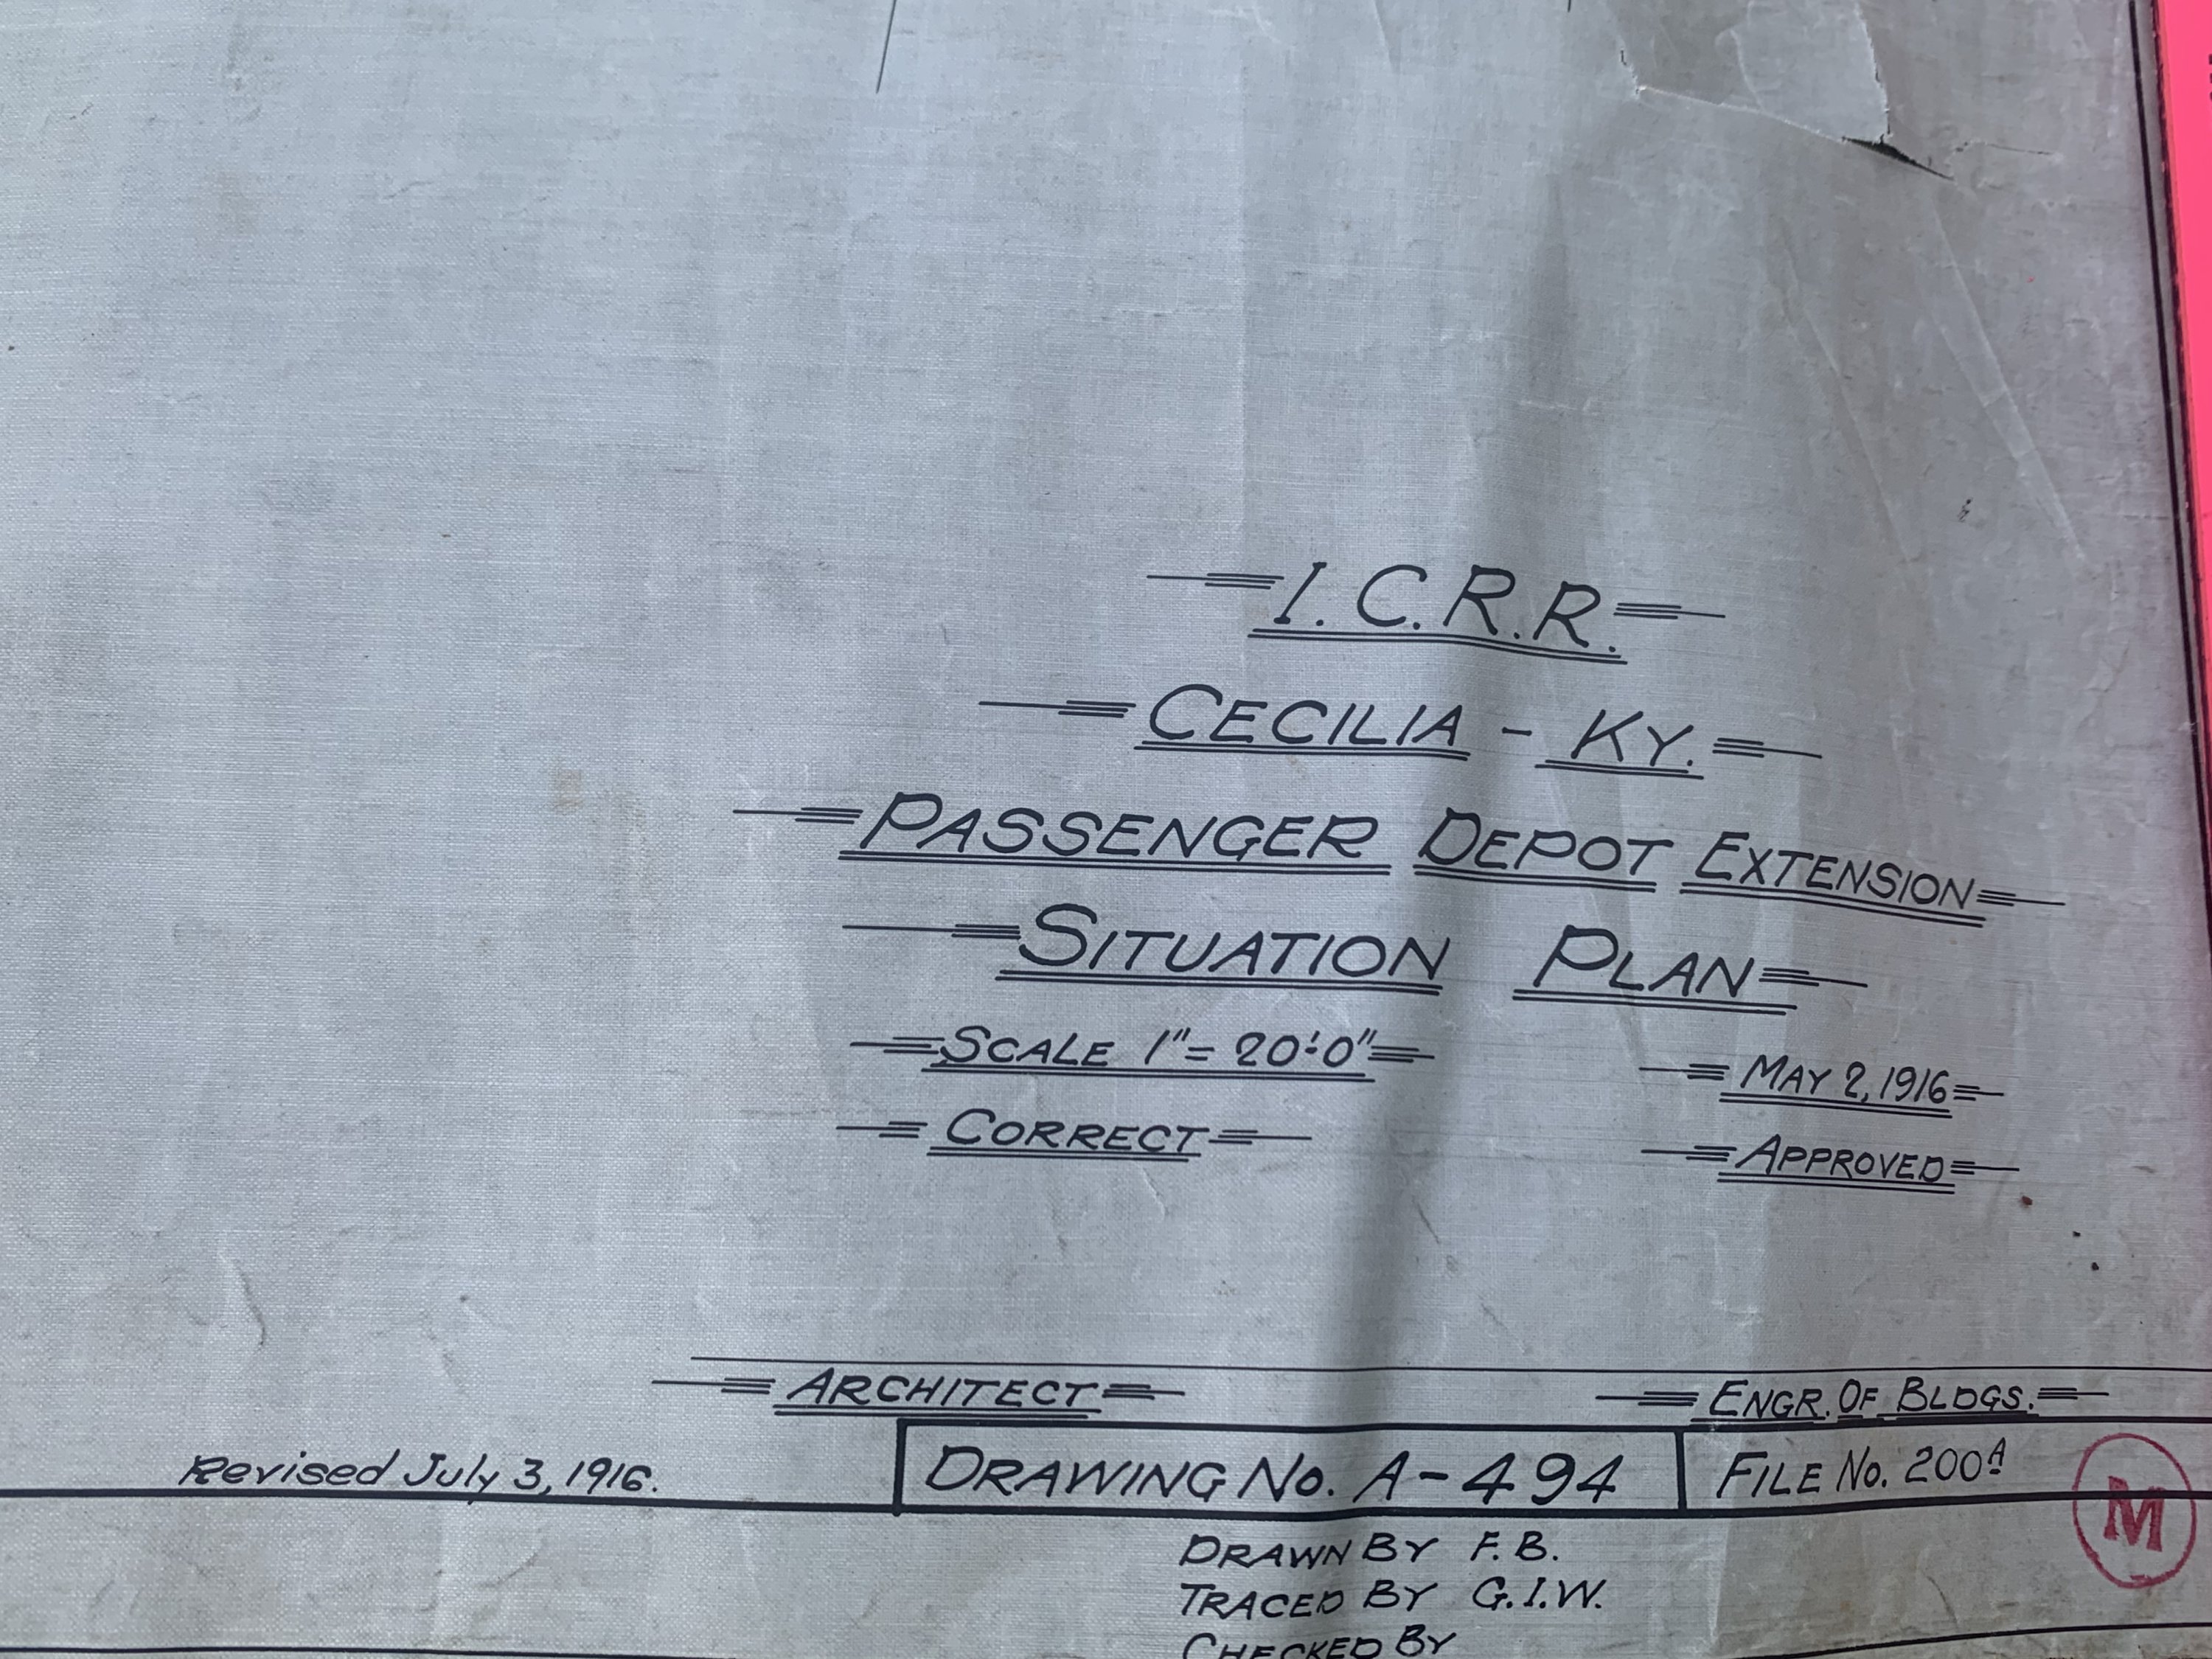 I. C. R. R.
CECILIA - KY.
PASSENGER DEPOT EXTENSION
SITUATION PLAN
SCALE 1" = 20'-0"
MAY 2, 1916
CORRECT
APPROVED
ARCHITECT
ENGR. OF BLDGS.
Revised July 3, 1916.
DRAWING No. A-494
FILE No. 200A
M
DRAWN BY F. B.
TRACED BY G. I. W.
CHECKED BY